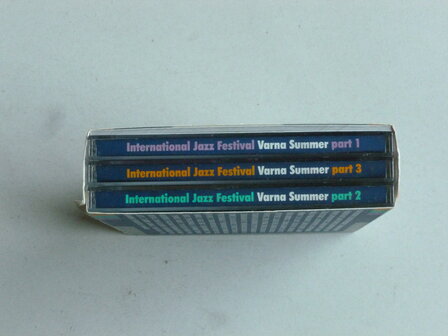 International Jazz Festival Varna Summer part 1
International Jazz Festival Varna Summer part 3
International Jazz Festival Varna Summer part 2